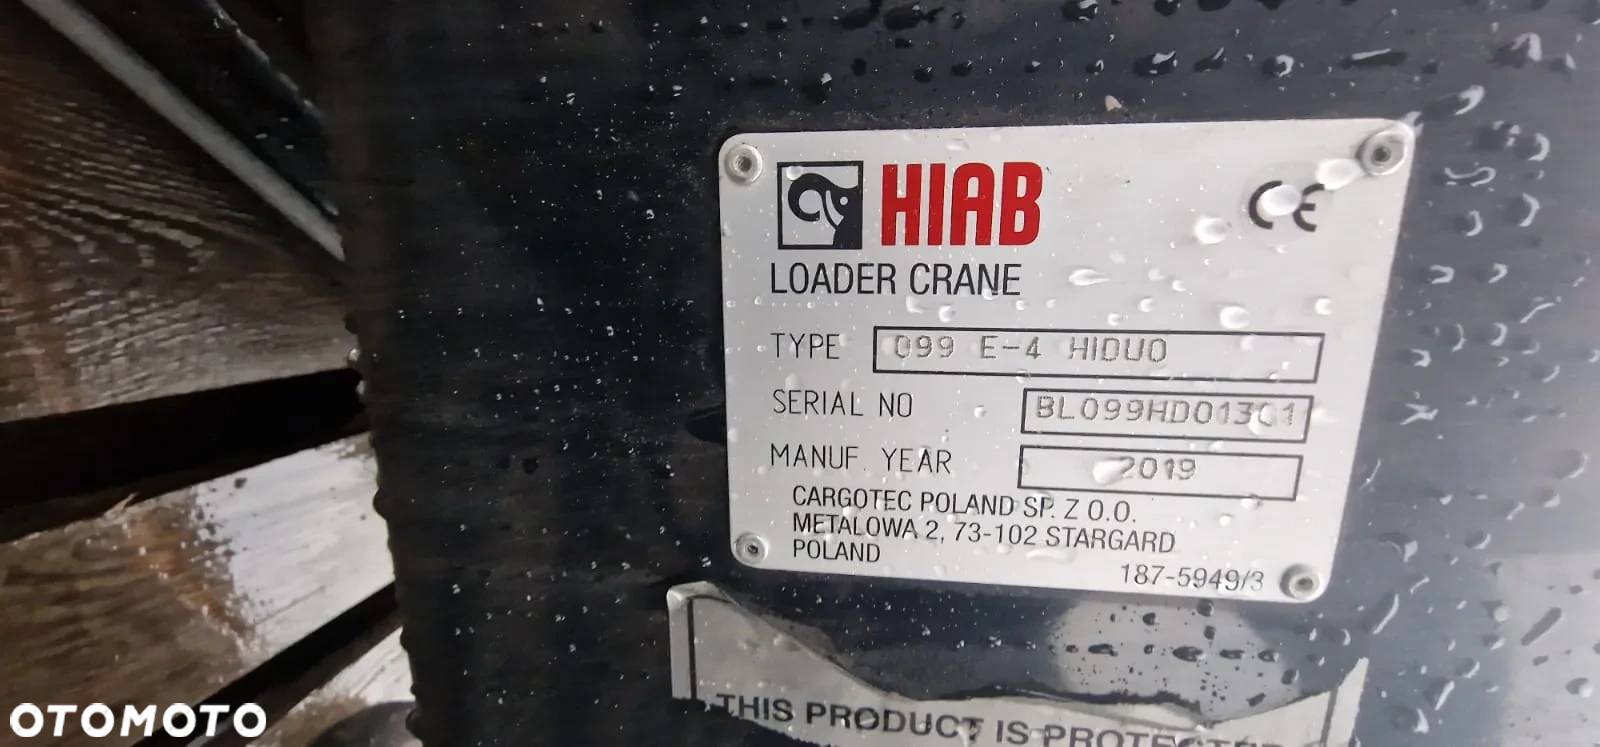 HIAB
CE
LOADER CRANE
TYPE 099 E-4 HIDUO
SERIAL NO
MANUF. YEAR 2019
CARGOTEC POLAND SP. Z O.O.
METALOWA 2, 73-102 STARGARD
POLAND
187-5949/3
THIS PRODUCT IS PROTECTED
OTOMOTO